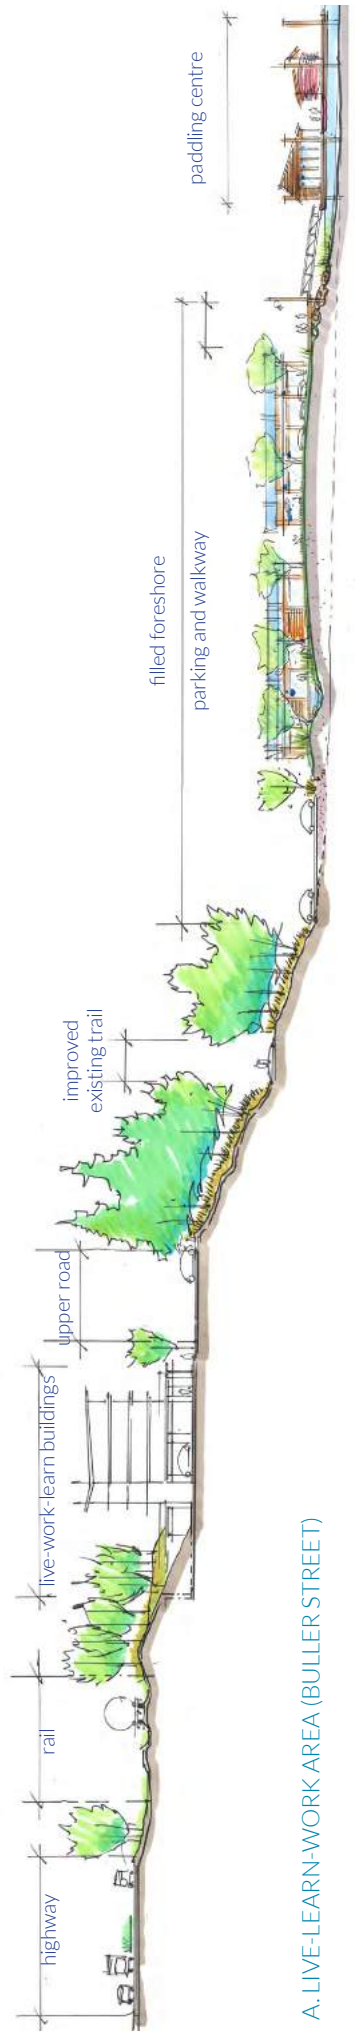 highway
rail
live-work-learn buildings
upper road
improved
existing trail
filled foreshore
parking and walkway
paddling centre
A. LIVE-LEARN-WORK AREA (BULLER STREET)